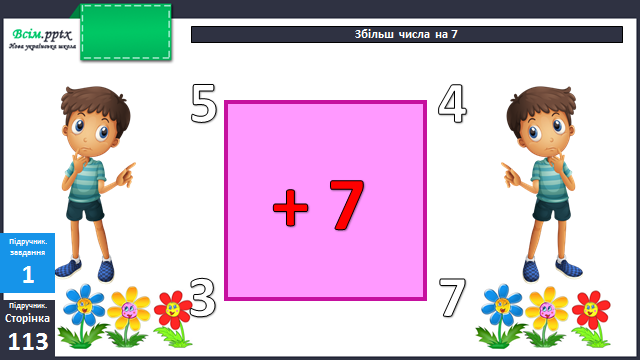 Всім.pptx
Нова українська школа
Збільш числа на 7
5
4
+ 7
3
7
Підручник.
завдання
1
Підручник.
Сторінка
113